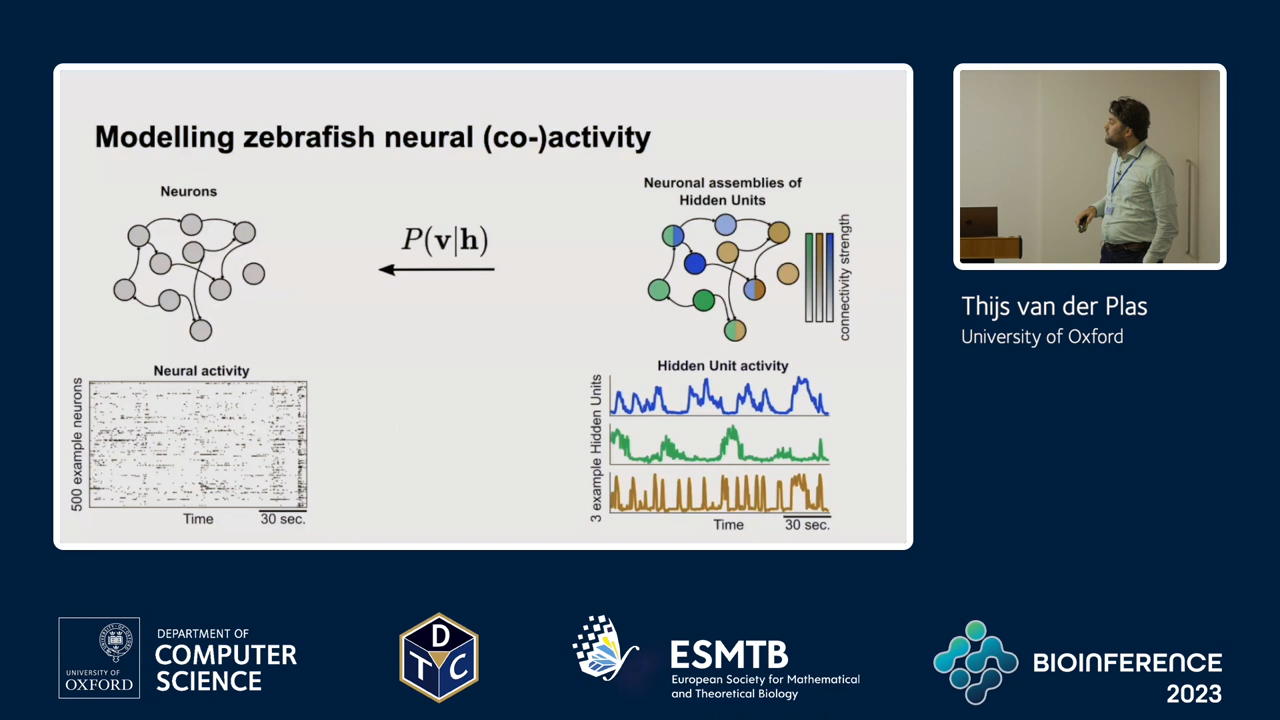 Modelling zebrafish neural (co-)activity
Neurons
P(v|h)
Neuronal assemblies of
Hidden Units
connectivity strength
Neural activity
500 example neurons
Time
30 sec.
Hidden Unit activity
3 example Hidden Units
Time
30 sec.
Thijs van der Plas
University of Oxford
UNIVERSITY OF
OXFORD
DEPARTMENT OF
COMPUTER
SCIENCE
D
T C
ESMTB
European Society for Mathematical
and Theoretical Biology
BIOINFERENCE
2023